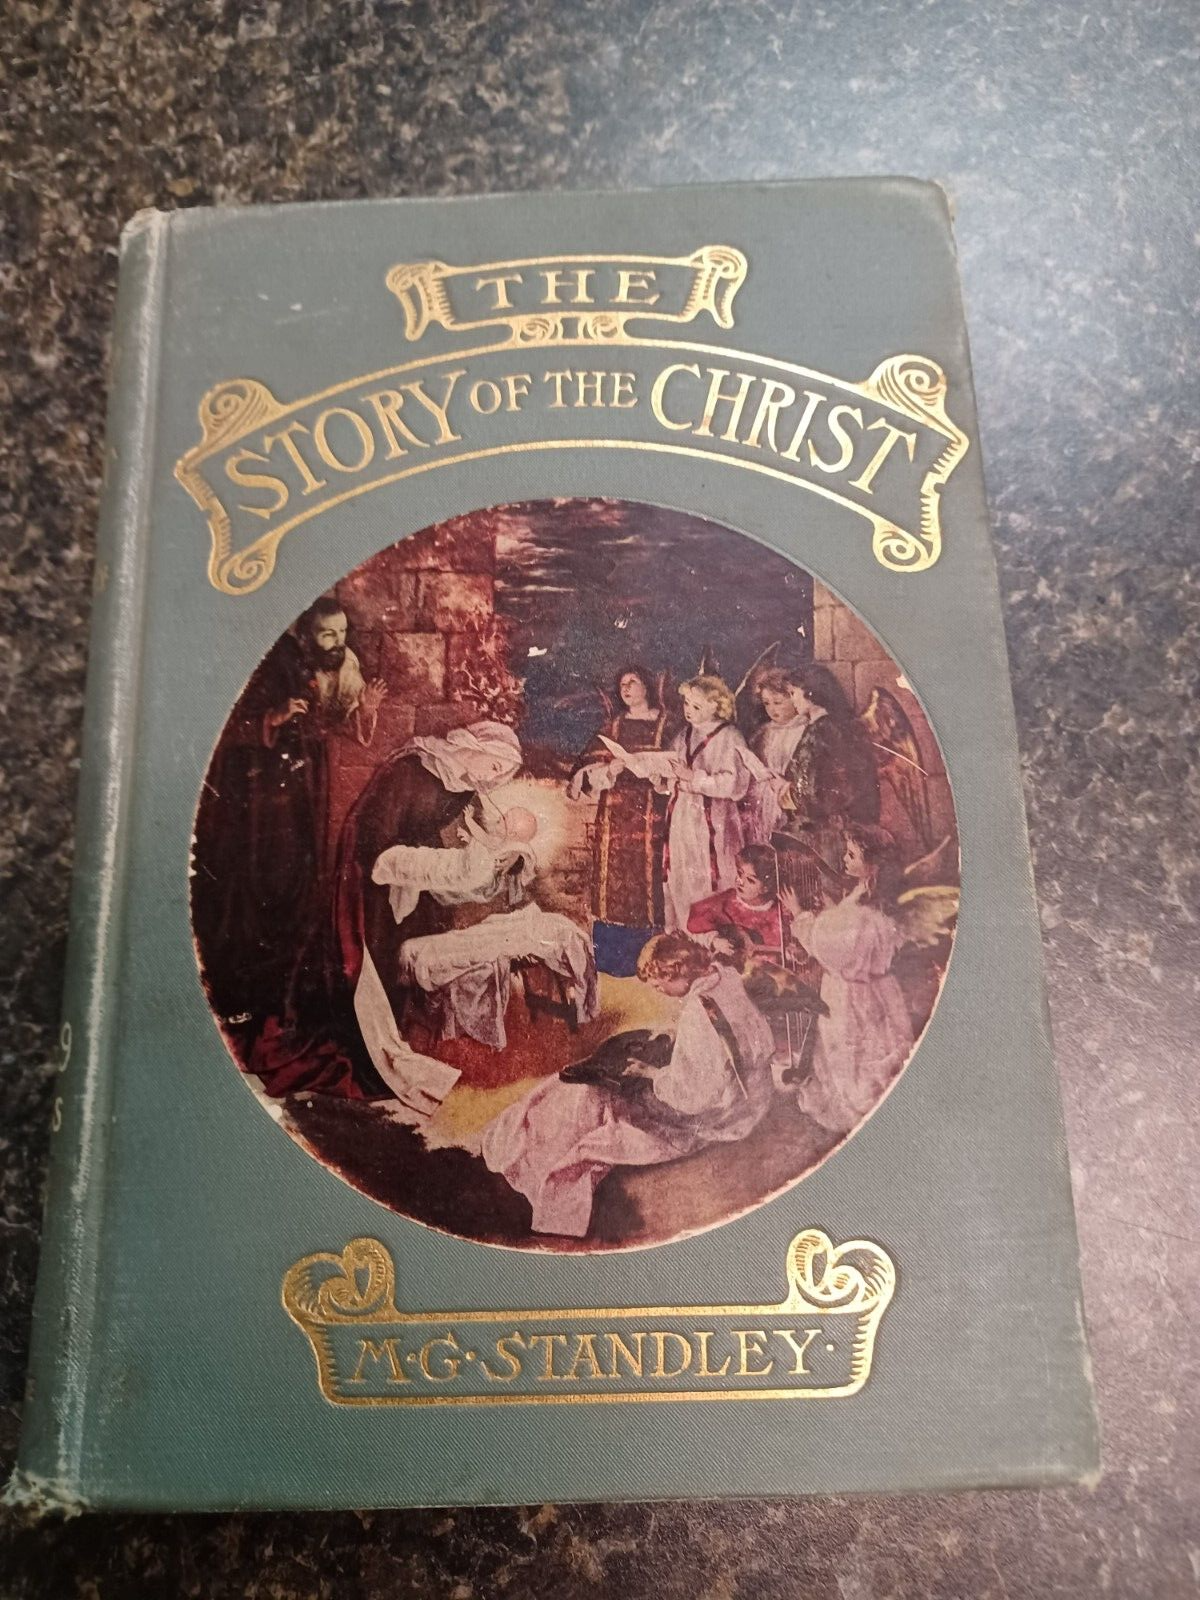 THE
STORY OF THE CHRIST
M·G·STANDLEY·